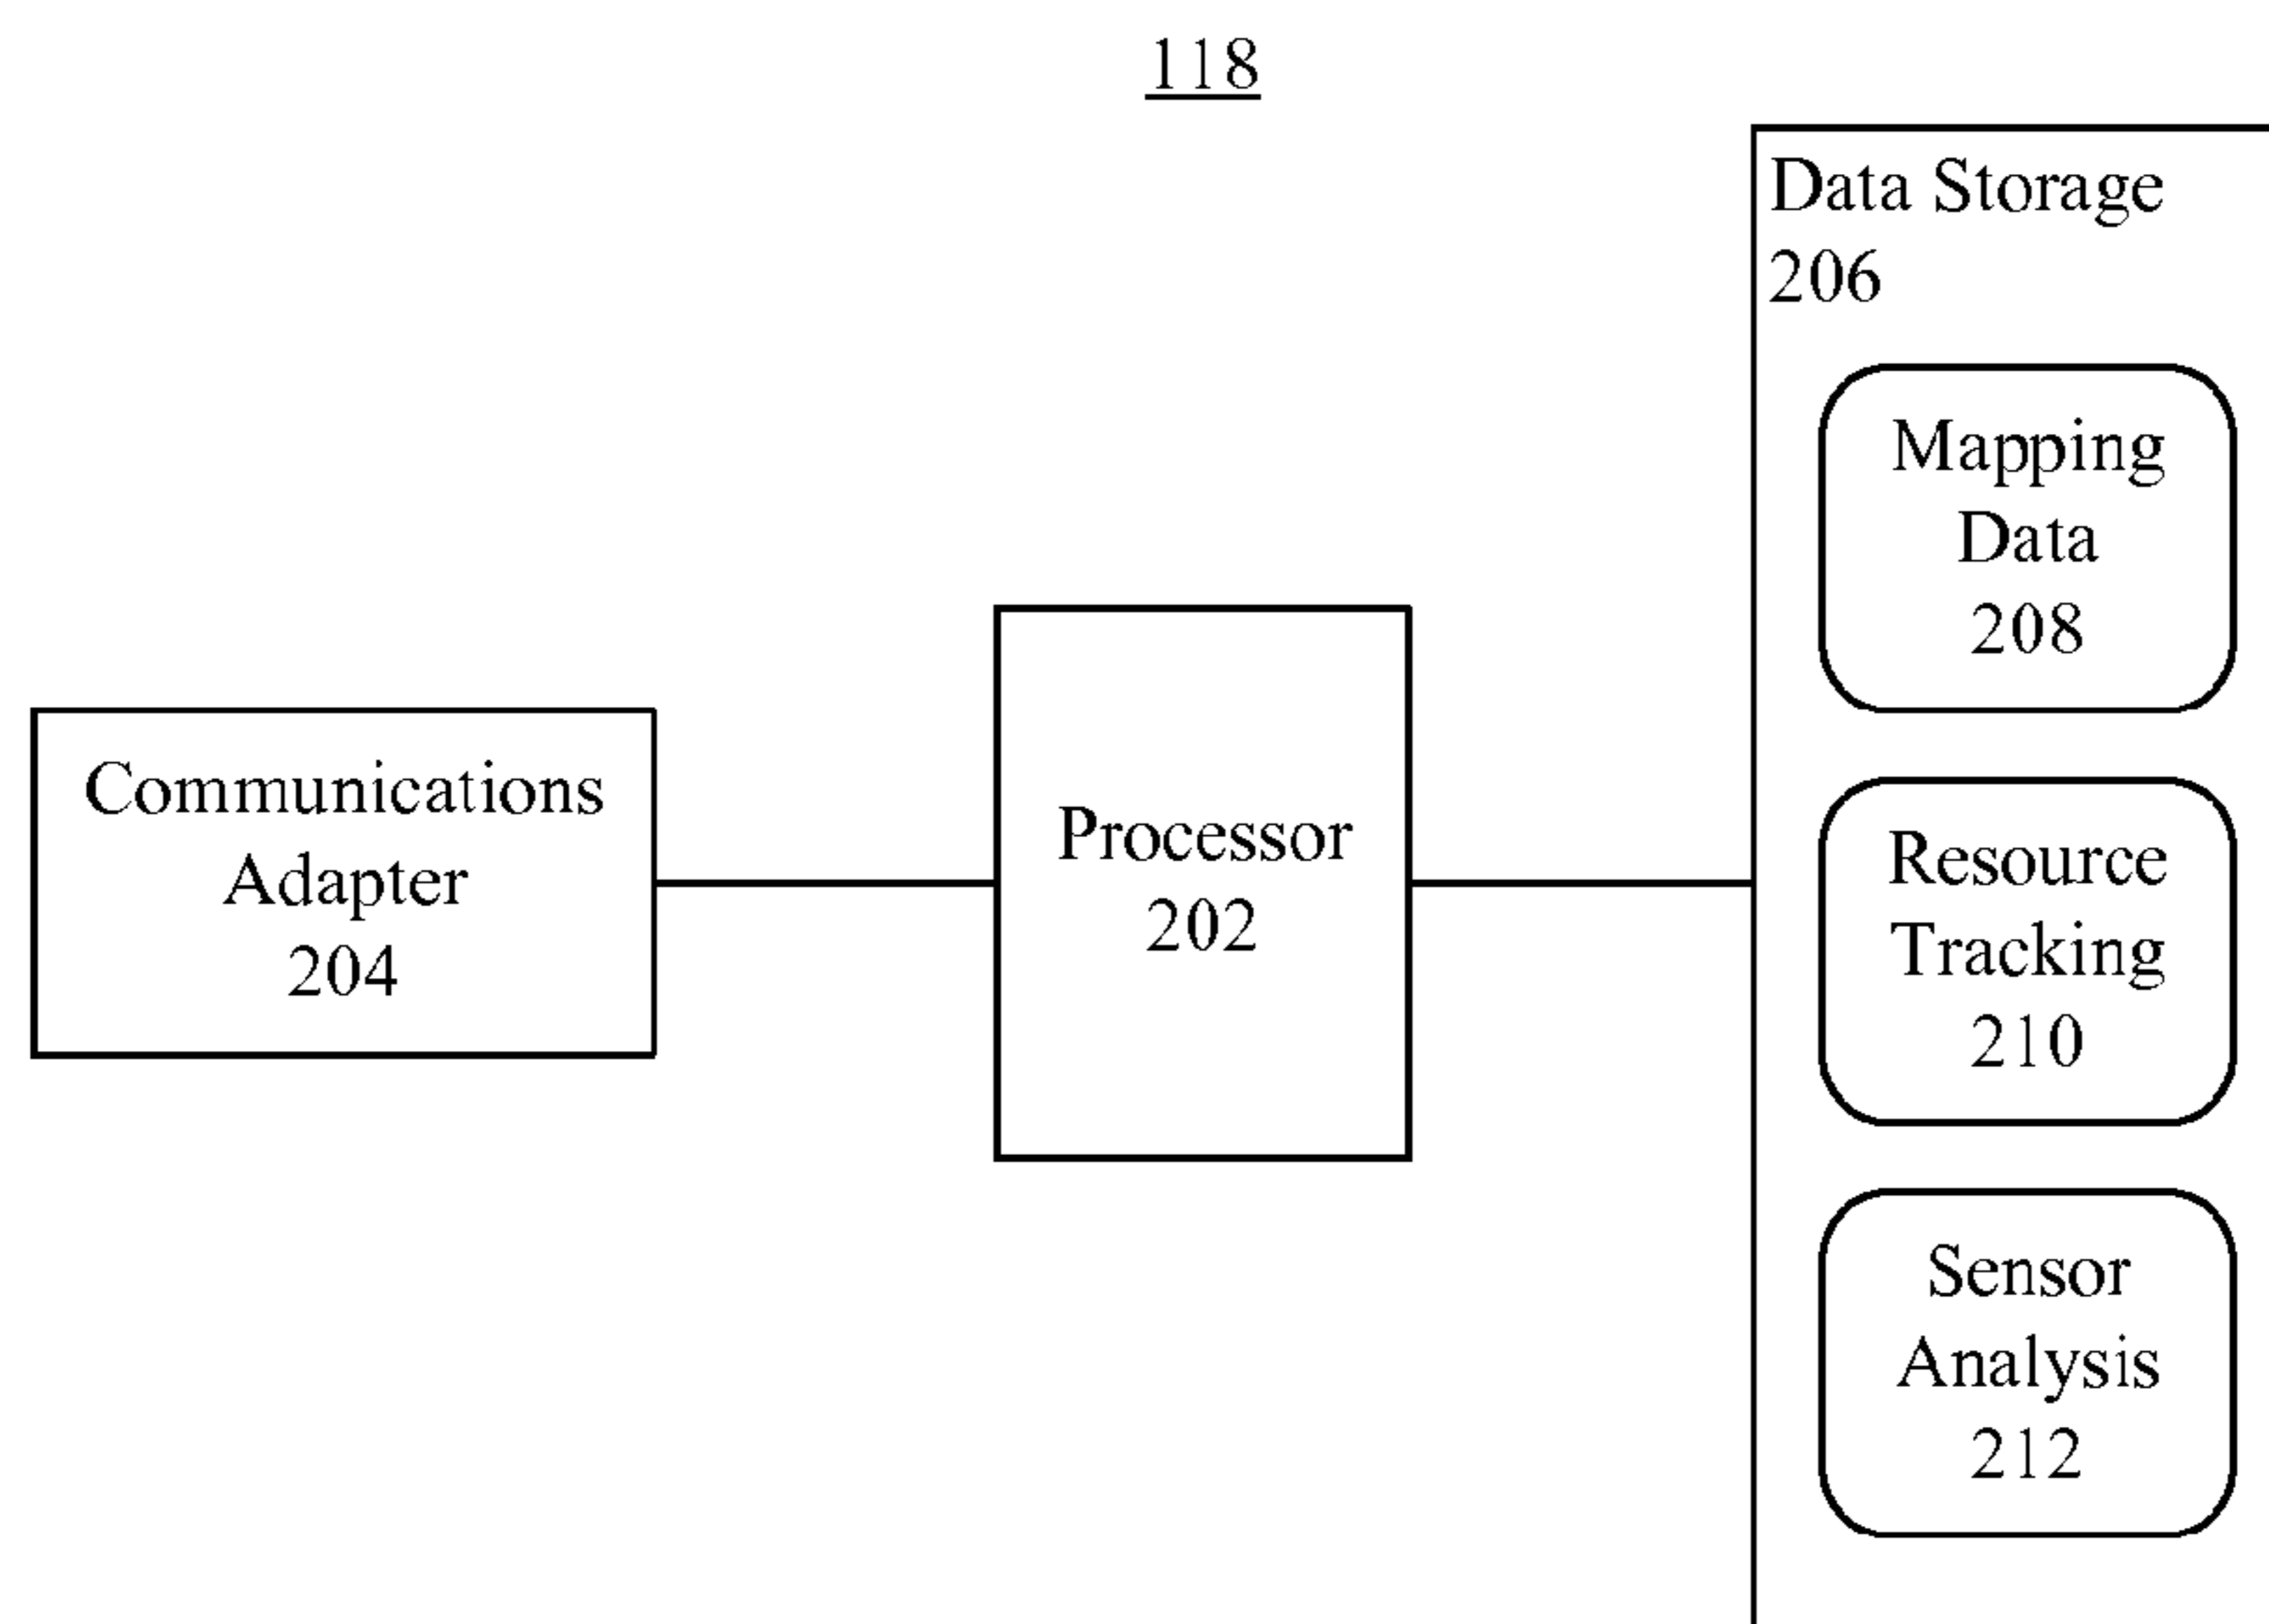 118
Data Storage
206
Mapping
Data
208
Communications
Adapter
204
Processor
202
Resource
Tracking
210
Sensor
Analysis
212